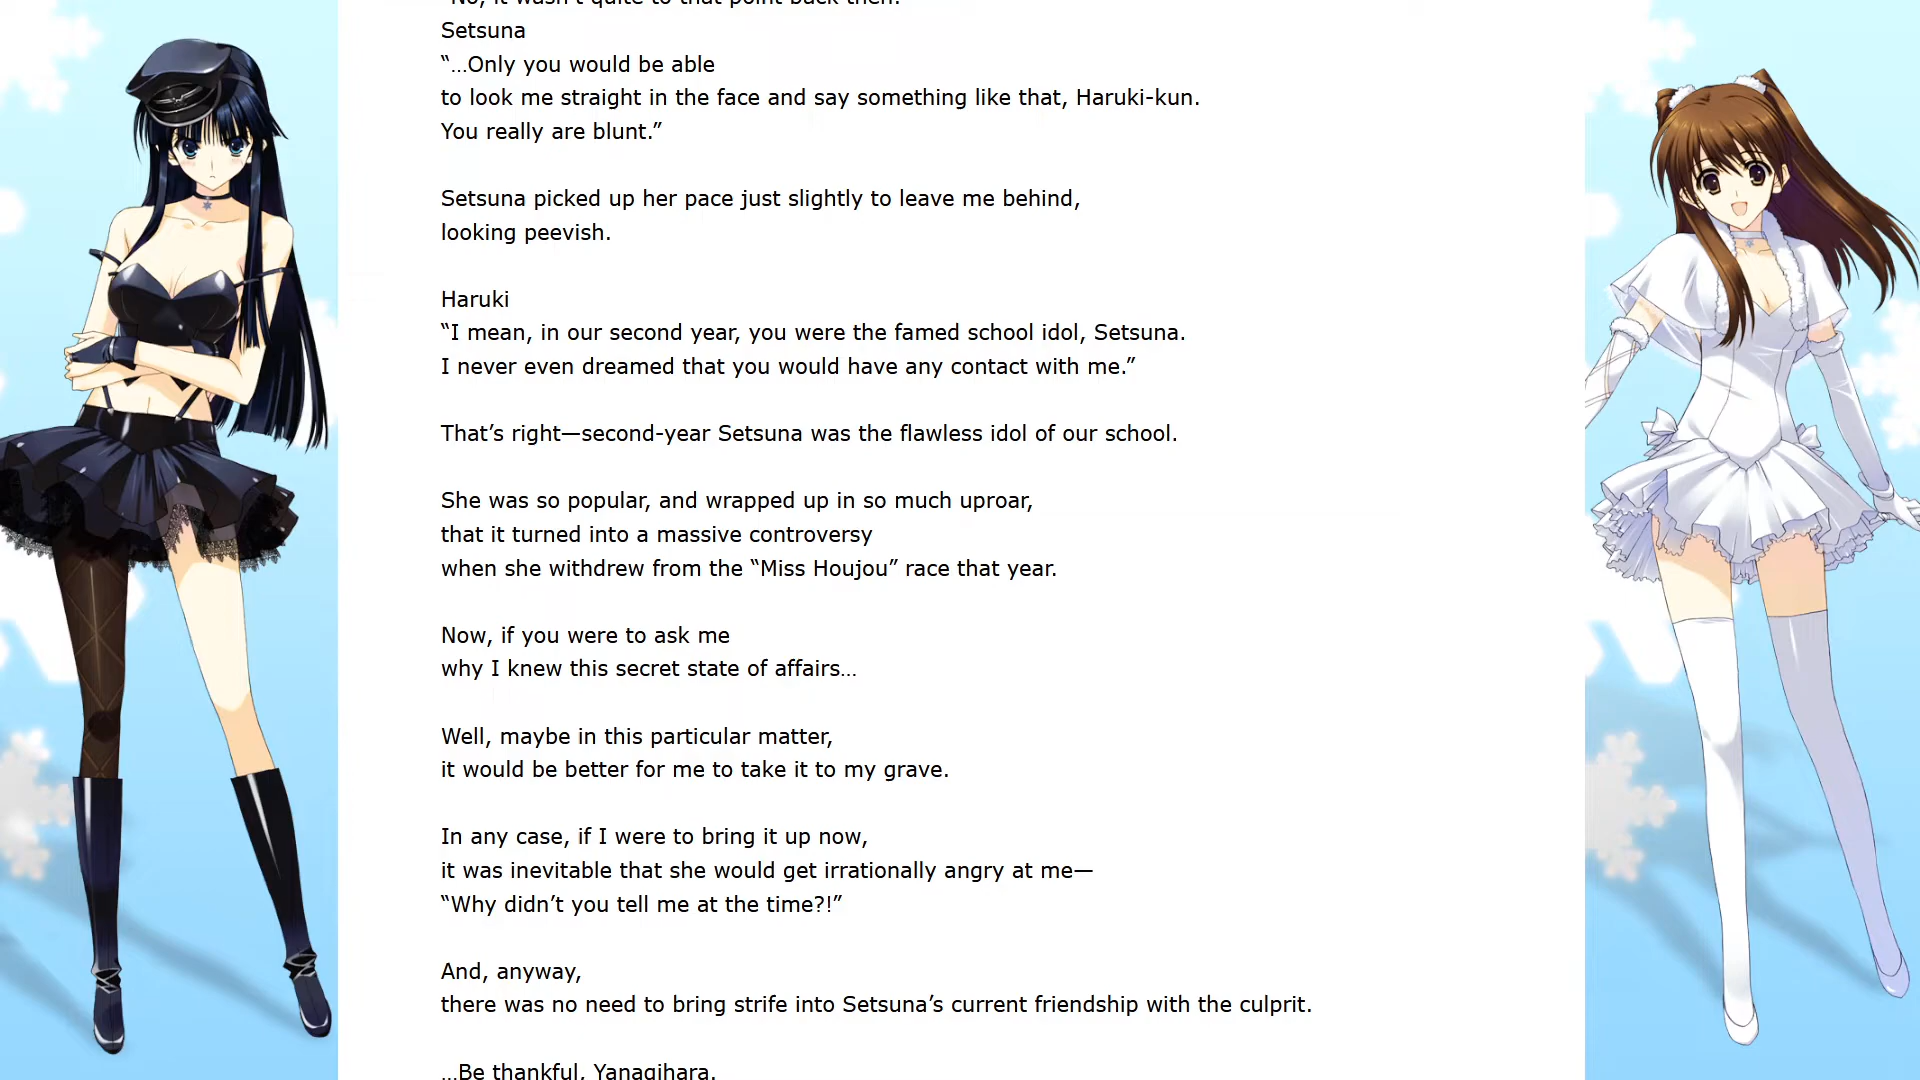 “No, it wasn’t quite to that point back then.”
Setsuna
“…Only you would be able
to look me straight in the face and say something like that, Haruki-kun.
You really are blunt.”
Setsuna picked up her pace just slightly to leave me behind,
looking peevish.
Haruki
“I mean, in our second year, you were the famed school idol, Setsuna.
I never even dreamed that you would have any contact with me.”
That’s right—second-year Setsuna was the flawless idol of our school.
She was so popular, and wrapped up in so much uproar,
that it turned into a massive controversy
when she withdrew from the “Miss Houjou” race that year.
Now, if you were to ask me
why I knew this secret state of affairs…
Well, maybe in this particular matter,
it would be better for me to take it to my grave.
In any case, if I were to bring it up now,
it was inevitable that she would get irrationally angry at me—
“Why didn’t you tell me at the time?!”
And, anyway,
there was no need to bring strife into Setsuna’s current friendship with the culprit.
…Be thankful, Yanagihara.